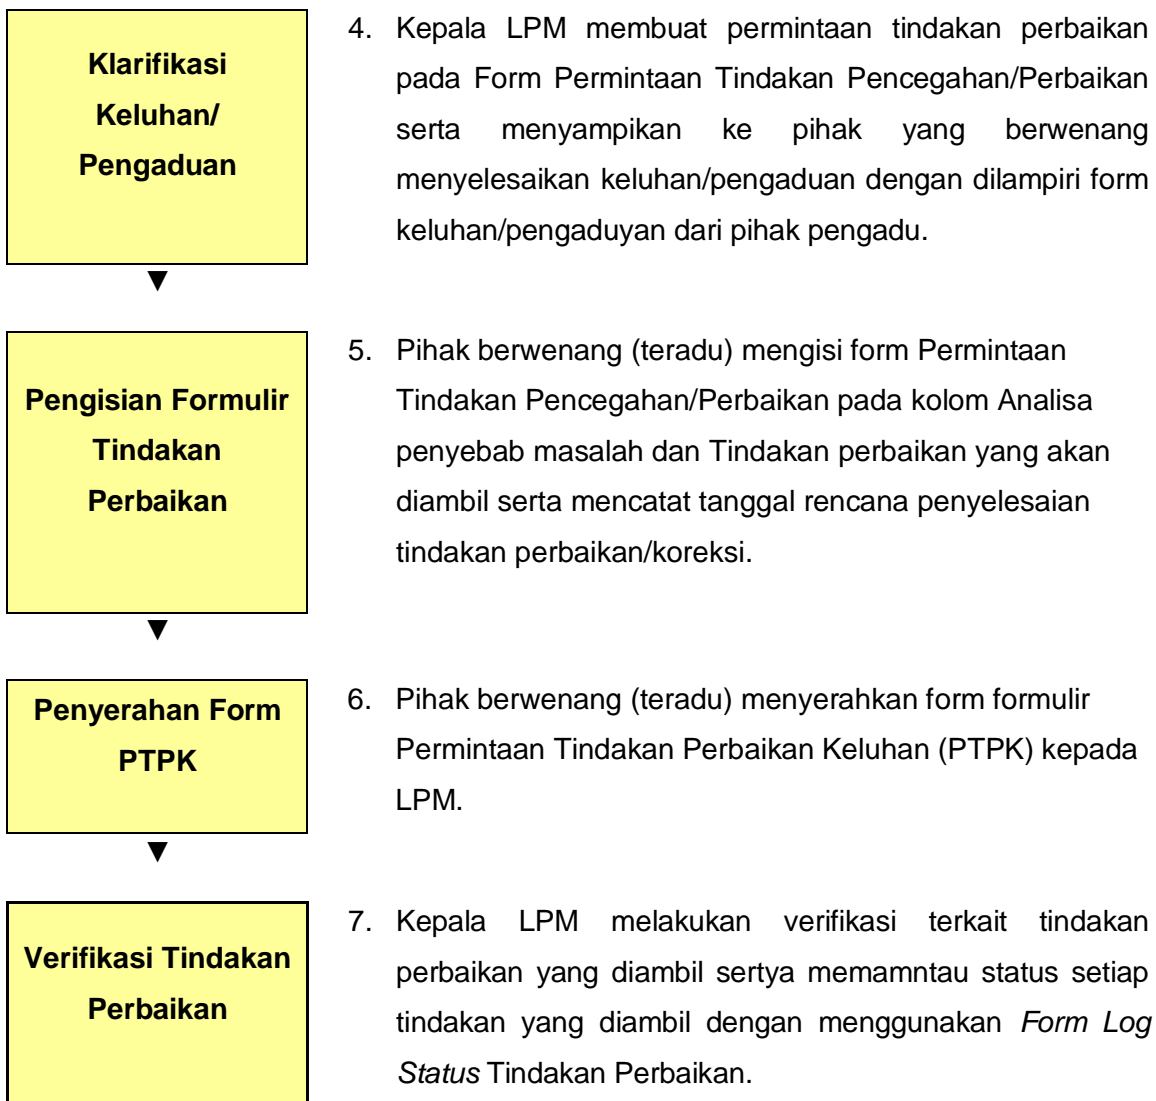 Klarifikasi
Keluhan/
Pengaduan
4. Kepala LPM membuat permintaan tindakan perbaikan
pada Form Permintaan Tindakan Pencegahan/Perbaikan
serta menyampikan ke pihak yang berwenang
menyelesaikan keluhan/pengaduan dengan dilampiri form
keluhan/pengaduyan dari pihak pengadu.
Pengisian Formulir
Tindakan
Perbaikan
5. Pihak berwenang (teradu) mengisi form Permintaan
Tindakan Pencegahan/Perbaikan pada kolom Analisa
penyebab masalah dan Tindakan perbaikan yang akan
diambil serta mencatat tanggal rencana penyelesaian
tindakan perbaikan/koreksi.
Penyerahan Form
PTPK
6. Pihak berwenang (teradu) menyerahkan form formulir
Permintaan Tindakan Perbaikan Keluhan (PTPK) kepada
LPM.
Verifikasi Tindakan
Perbaikan
7. Kepala LPM melakukan verifikasi terkait tindakan
perbaikan yang diambil sertya memamntau status setiap
tindakan yang diambil dengan menggunakan Form Log
Status Tindakan Perbaikan.